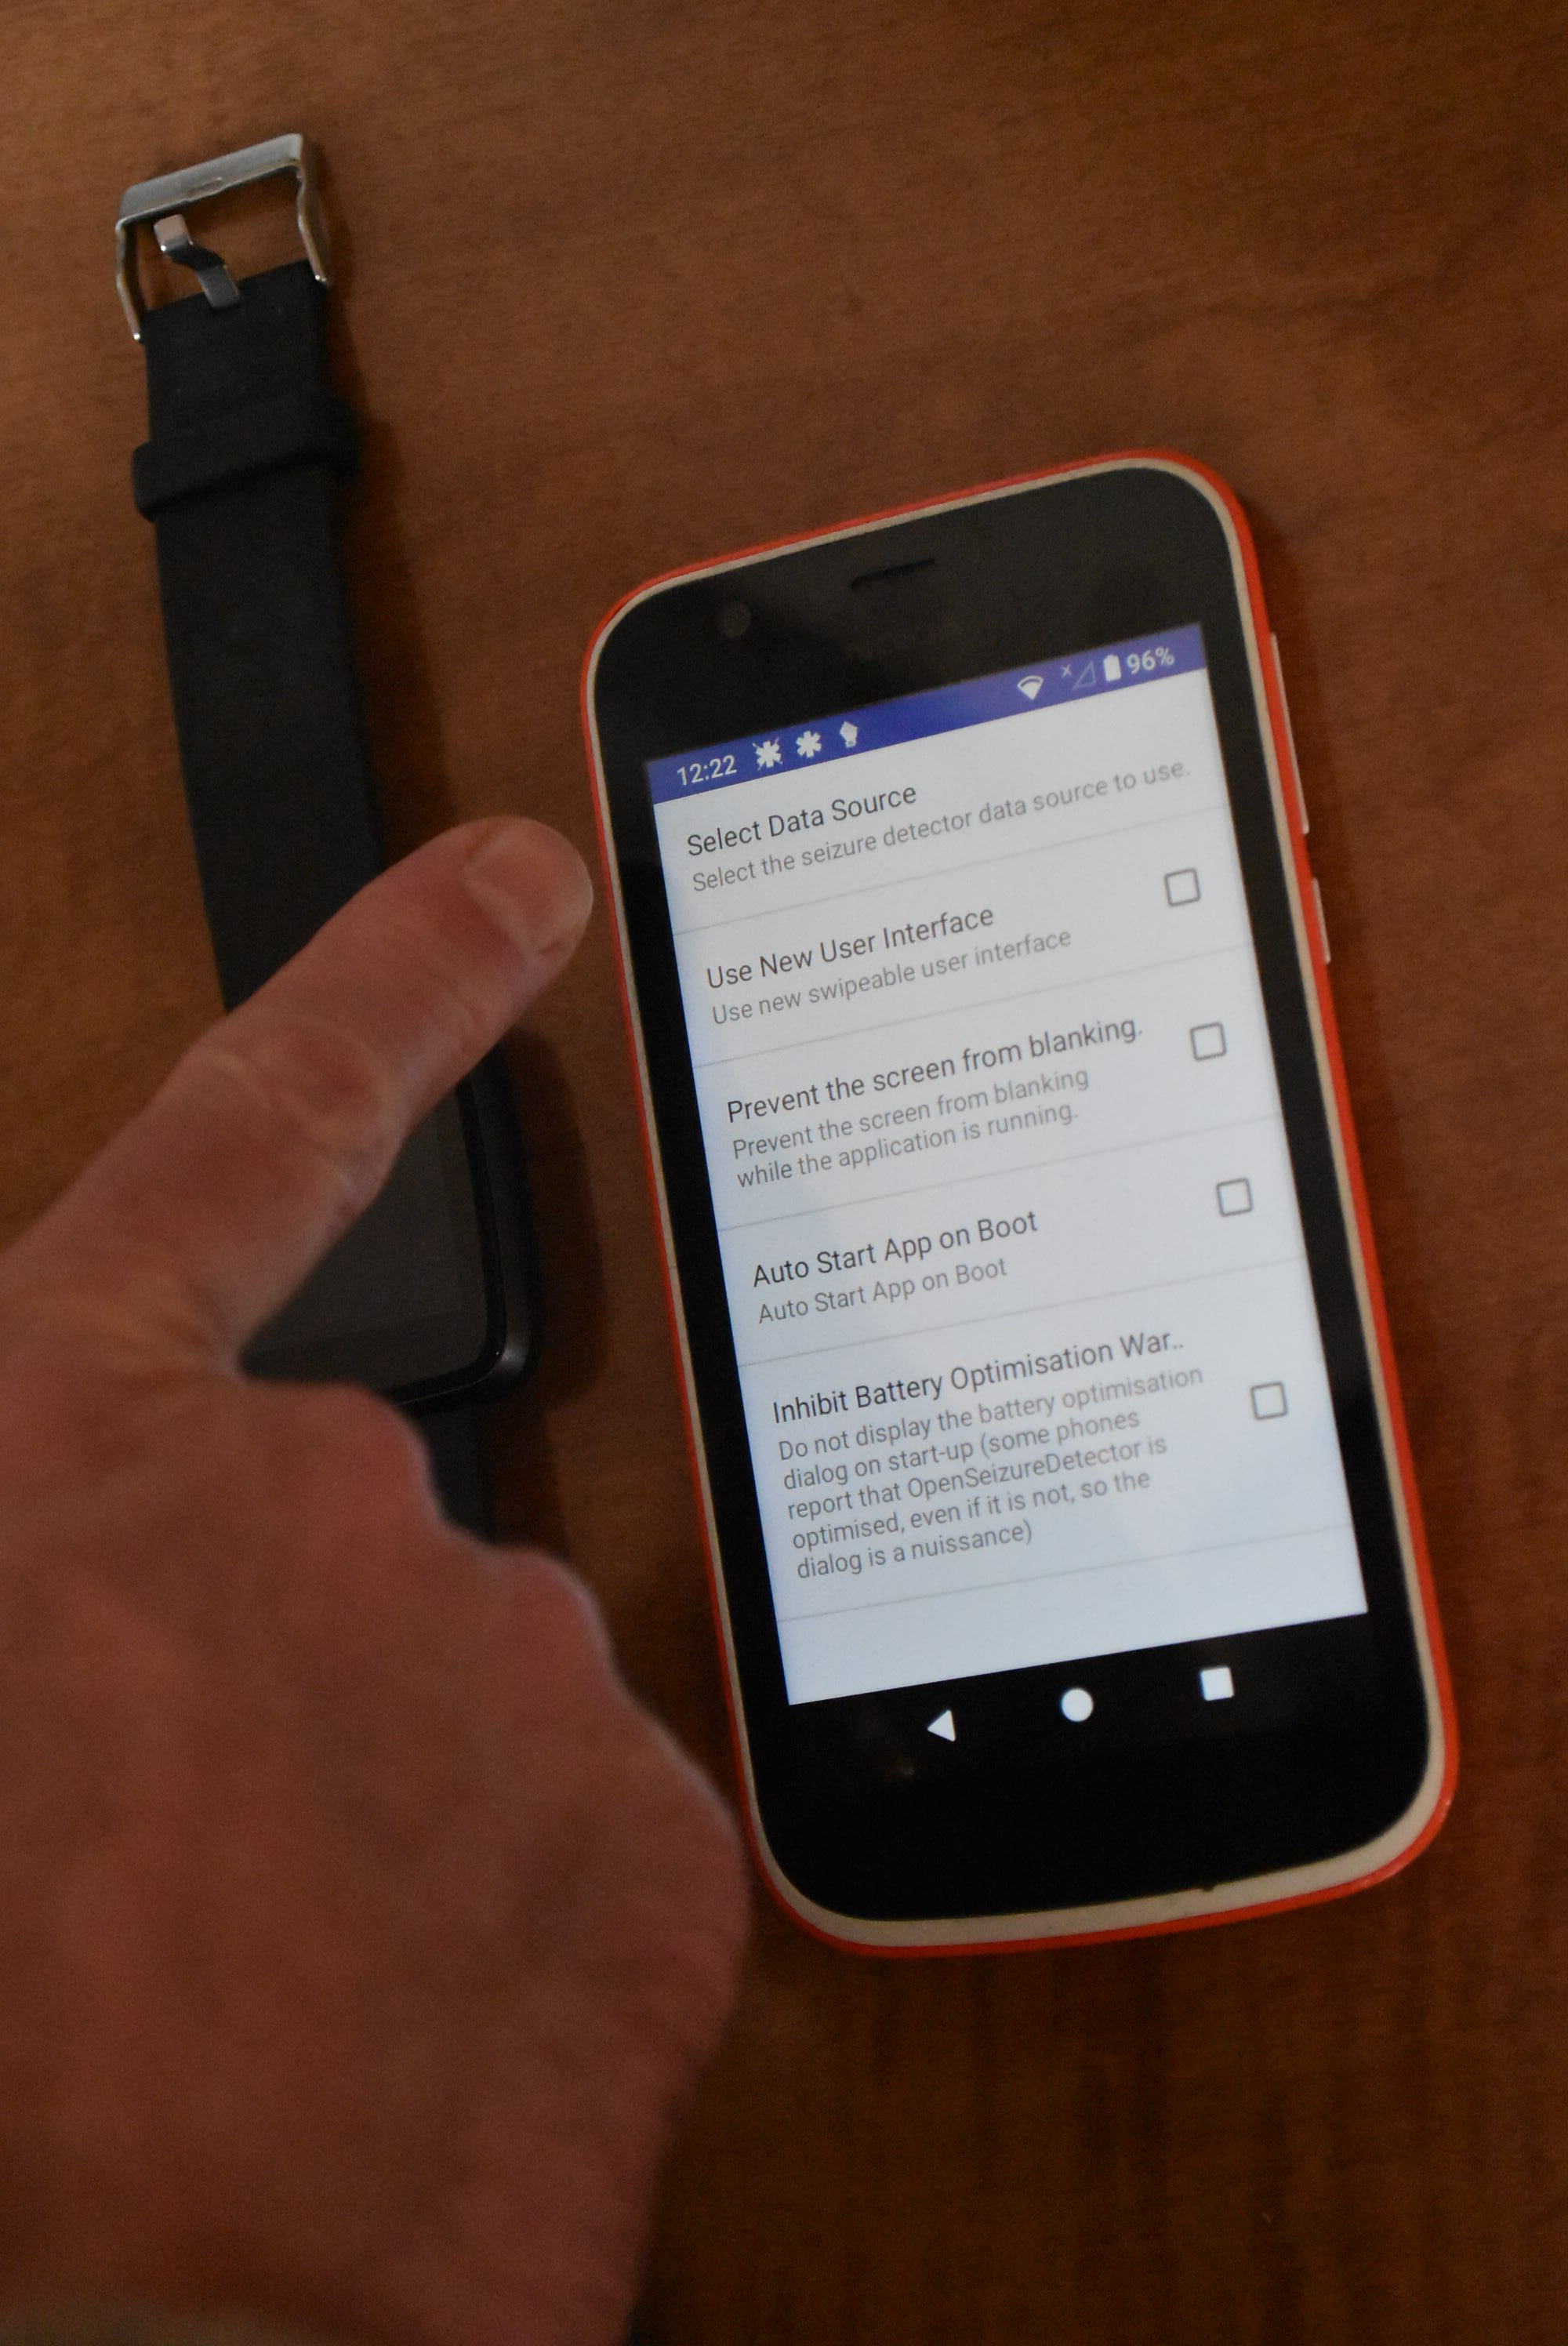 12:22 96%
Select Data Source
Select the seizure detector data source to use.
Use New User Interface
Use new swipeable user interface
Prevent the screen from blanking.
Prevent the screen from blanking
while the application is running.
Auto Start App on Boot
Auto Start App on Boot
Inhibit Battery Optimisation War..
Do not display the battery optimisation
dialog on start-up (some phones
report that OpenSeizureDetector is
optimised, even if it is not, so the
dialog is a nuissance)